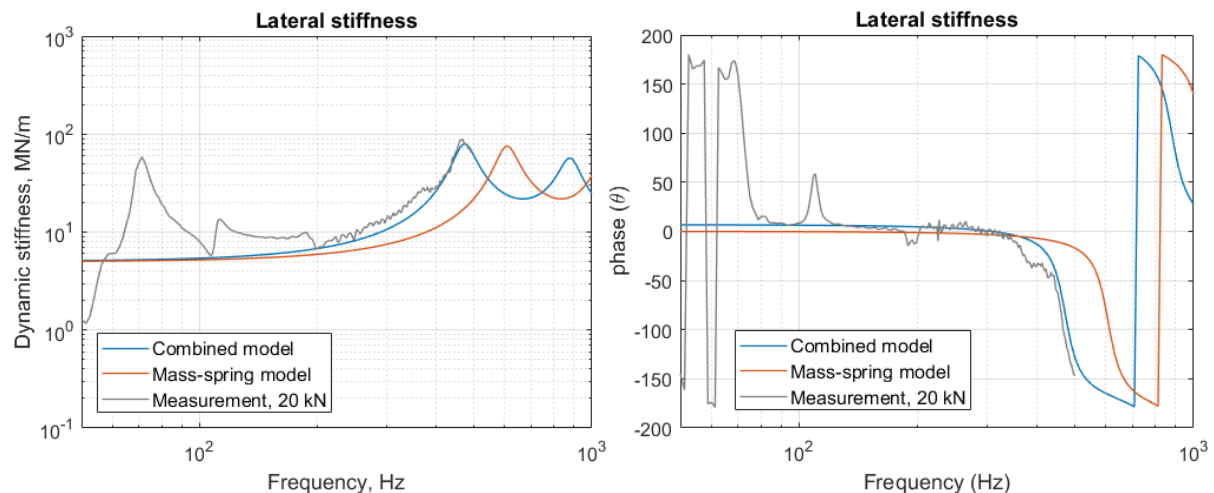 Lateral stiffness
Dynamic stiffness, MN/m
10^3
10^2
10^1
10^0
10^-1
Combined model
Mass-spring model
Measurement, 20 kN
10^2
10^3
Frequency, Hz
Lateral stiffness
phase (θ)
200
150
100
50
0
-50
-100
-150
-200
Combined model
Mass-spring model
Measurement, 20 kN
10^2
10^3
Frequency (Hz)